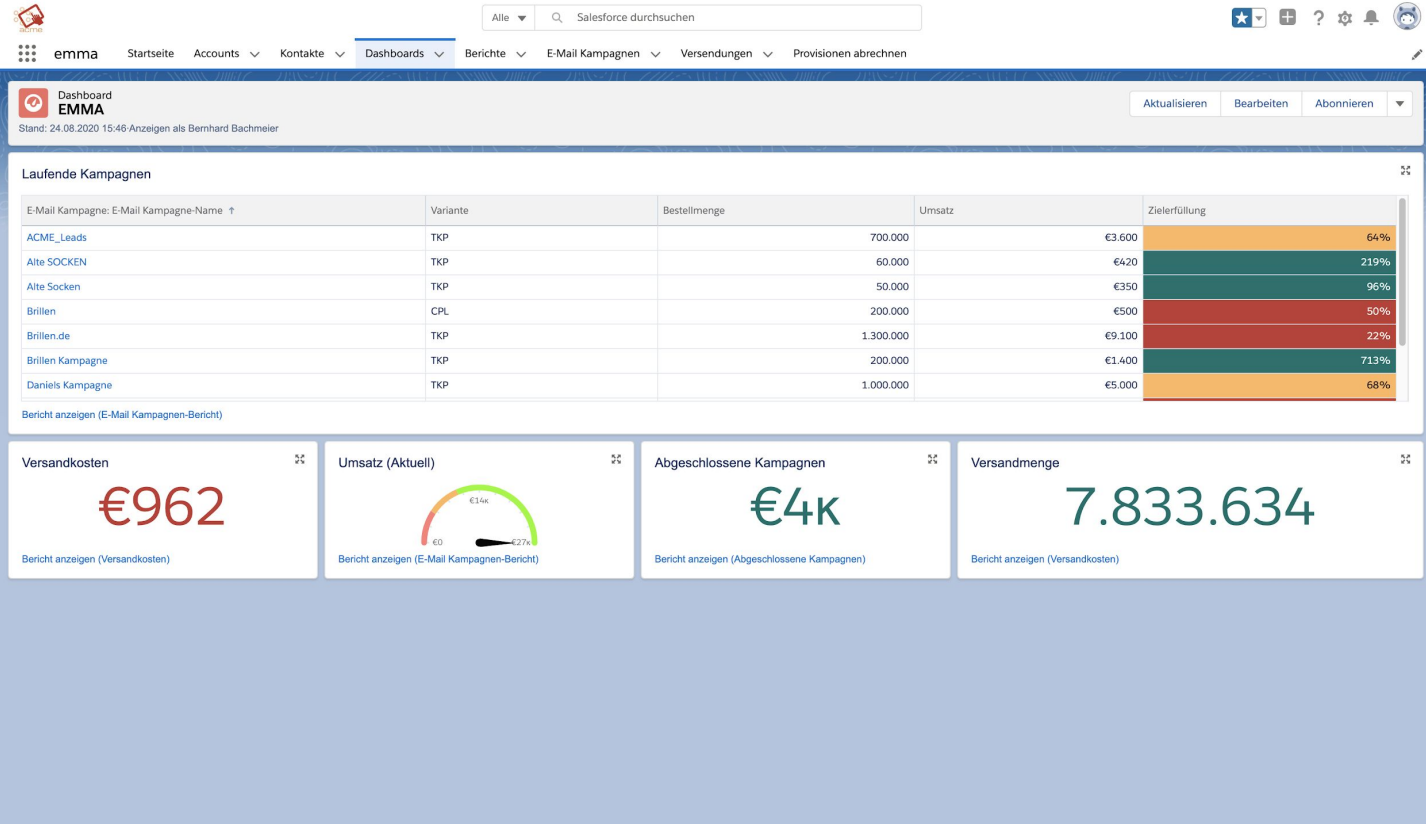 acme
Alle
Salesforce durchsuchen
emma
Startseite
Accounts
Kontakte
Dashboards
Berichte
E-Mail Kampagnen
Versendungen
Provisionen abrechnen
Dashboard
EMMA
Stand: 24.08.2020 15:46·Anzeigen als Bernhard Bachmeier
Aktualisieren
Bearbeiten
Abonnieren
Laufende Kampagnen
E-Mail Kampagne: E-Mail Kampagne-Name ↑ Variante Bestellmenge Umsatz Zielerfüllung
ACME_Leads TKP 700.000 €3.600 64%
Alte SOCKEN TKP 60.000 €420 219%
Alte Socken TKP 50.000 €350 96%
Brillen CPL 200.000 €500 50%
Brillen.de TKP 1.300.000 €9.100 22%
Brillen Kampagne TKP 200.000 €1.400 713%
Daniels Kampagne TKP 1.000.000 €5.000 68%
Bericht anzeigen (E-Mail Kampagnen-Bericht)
Versandkosten
€962
Bericht anzeigen (Versandkosten)
Umsatz (Aktuell)
€14K
€0
€27K
Bericht anzeigen (E-Mail Kampagnen-Bericht)
Abgeschlossene Kampagnen
€4K
Bericht anzeigen (Abgeschlossene Kampagnen)
Versandmenge
7.833.634
Bericht anzeigen (Versandkosten)